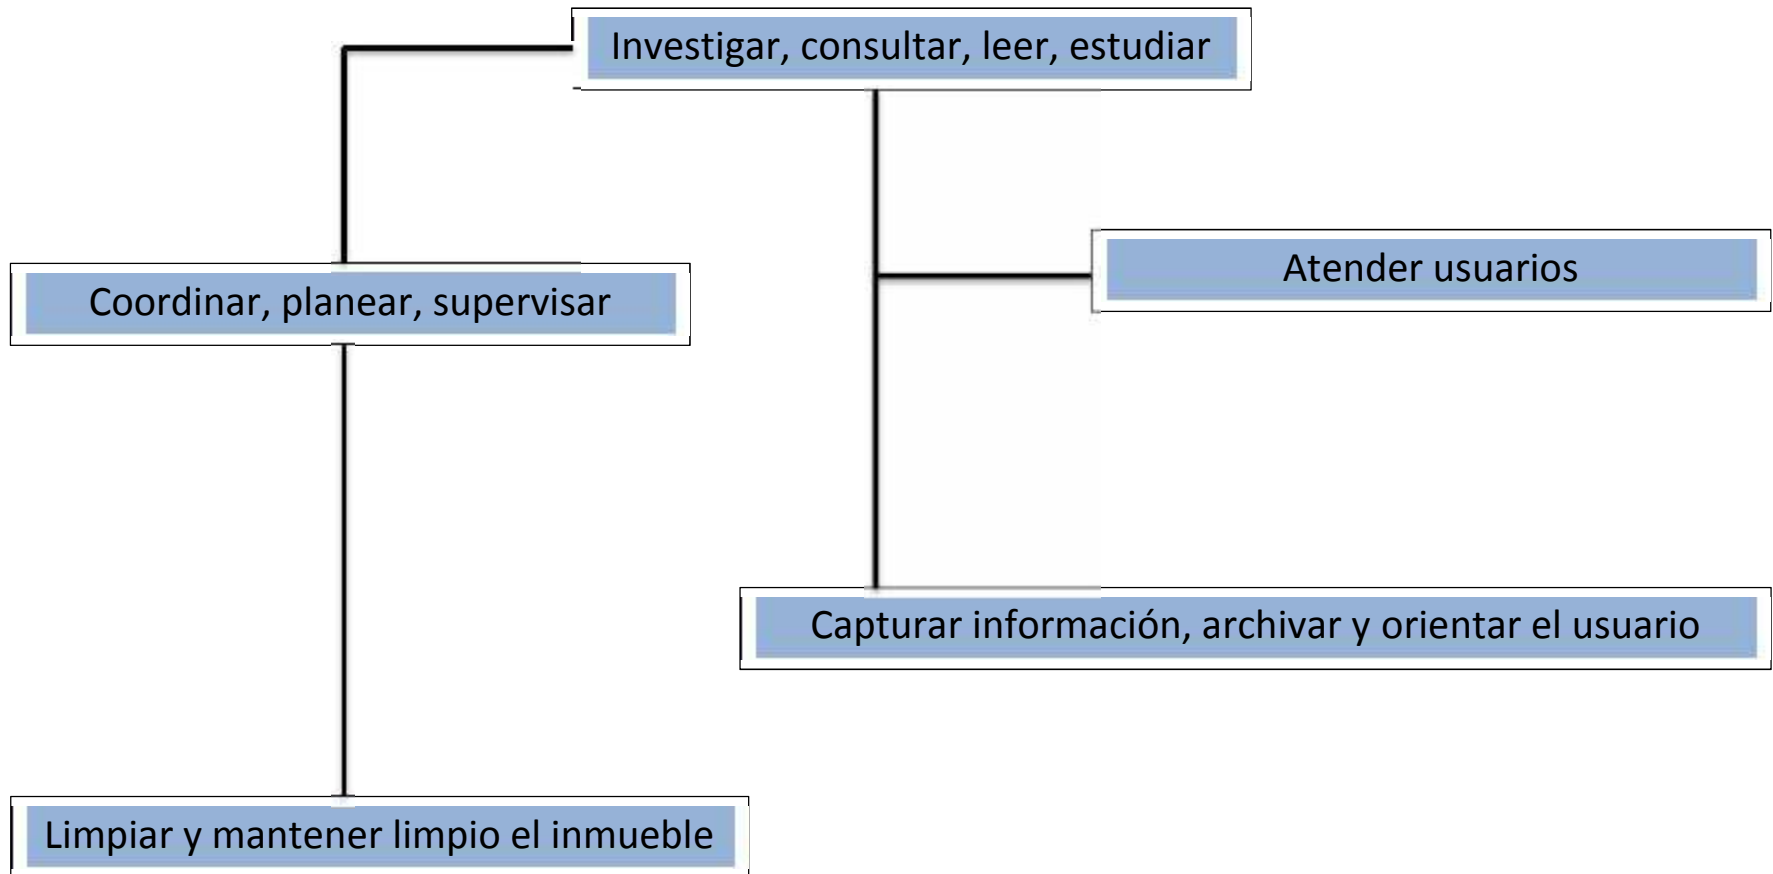 Investigar, consultar, leer, estudiar
Atender usuarios
Coordinar, planear, supervisar
Capturar información, archivar y orientar el usuario
Limpiar y mantener limpio el inmueble